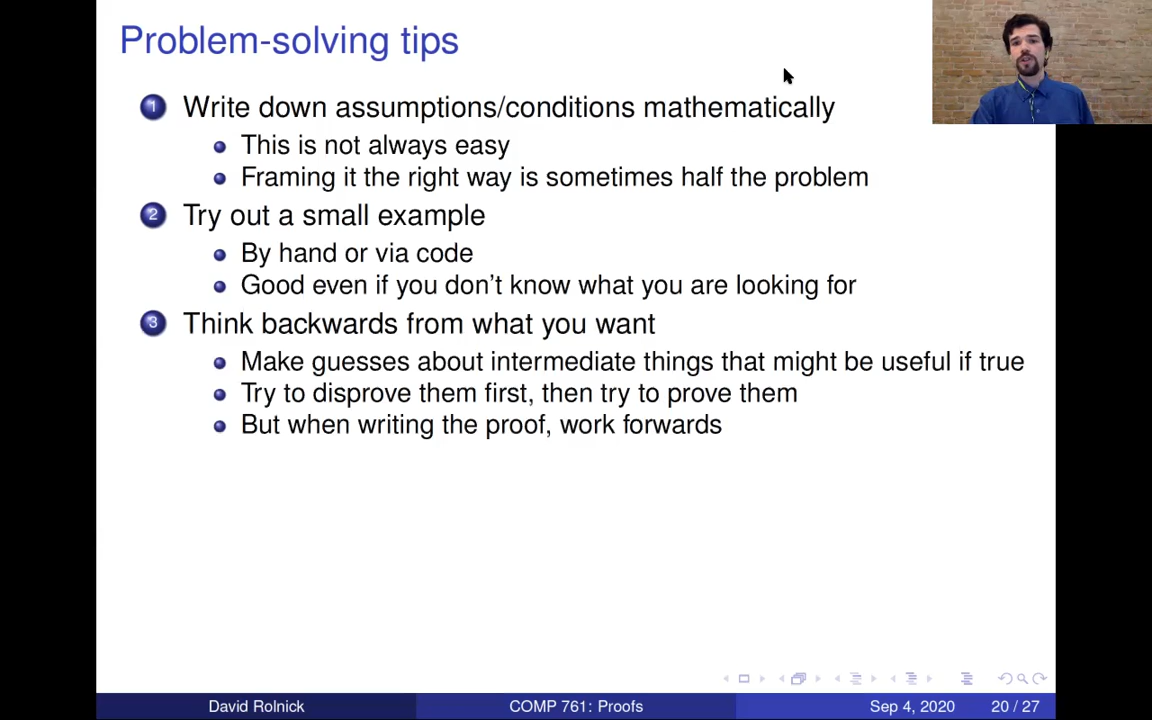 Problem-solving tips
1 Write down assumptions/conditions mathematically
This is not always easy
Framing it the right way is sometimes half the problem
2 Try out a small example
By hand or via code
Good even if you don't know what you are looking for
3 Think backwards from what you want
Make guesses about intermediate things that might be useful if true
Try to disprove them first, then try to prove them
But when writing the proof, work forwards
David Rolnick COMP 761: Proofs Sep 4, 2020 20 / 27